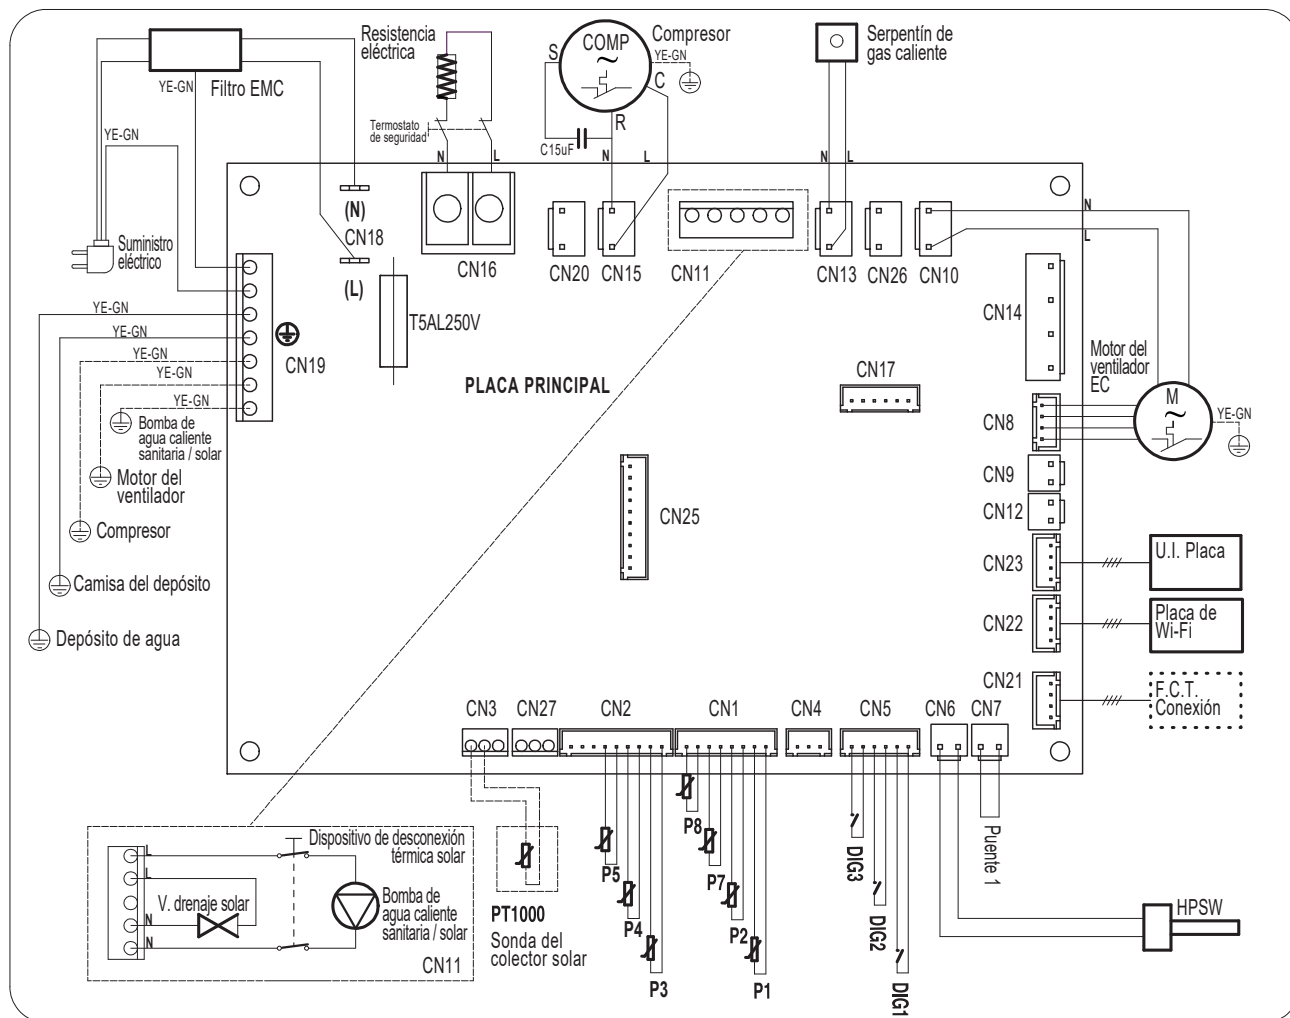 Resistencia
eléctrica
S
COMP
~
Compresor
YE-GN
C
R
Serpentín de
gas caliente
YE-GN
Filtro EMC
YE-GN
Termostato
de seguridad
C15uF
N
L
N
L
N
L
(N)
CN18
(L)
Suministro
eléctrico
CN16
CN20
CN15
CN11
CN13
CN26
CN10
N
L
YE-GN
YE-GN
YE-GN
YE-GN
YE-GN
CN19
T5AL250V
PLACA PRINCIPAL
CN17
CN14
Motor del
ventilador
EC
M
~
YE-GN
CN8
CN9
CN12
CN23
U.I. Placa
CN22
Placa de
Wi-Fi
CN21
F.C.T.
Conexión
CN25
Bomba de
agua caliente
sanitaria / solar
Motor del
ventilador
Compresor
Camisa del depósito
Depósito de agua
CN3
CN27
CN2
CN1
CN4
CN5
CN6
CN7
P8
P5
P7
P4
P2
P3
P1
DIG3
DIG2
DIG1
Puente 1
HPSW
PT1000
Sonda del
colector solar
Dispositivo de desconexión
térmica solar
L
L
V. drenaje solar
N
N
Bomba de
agua caliente
sanitaria / solar
CN11